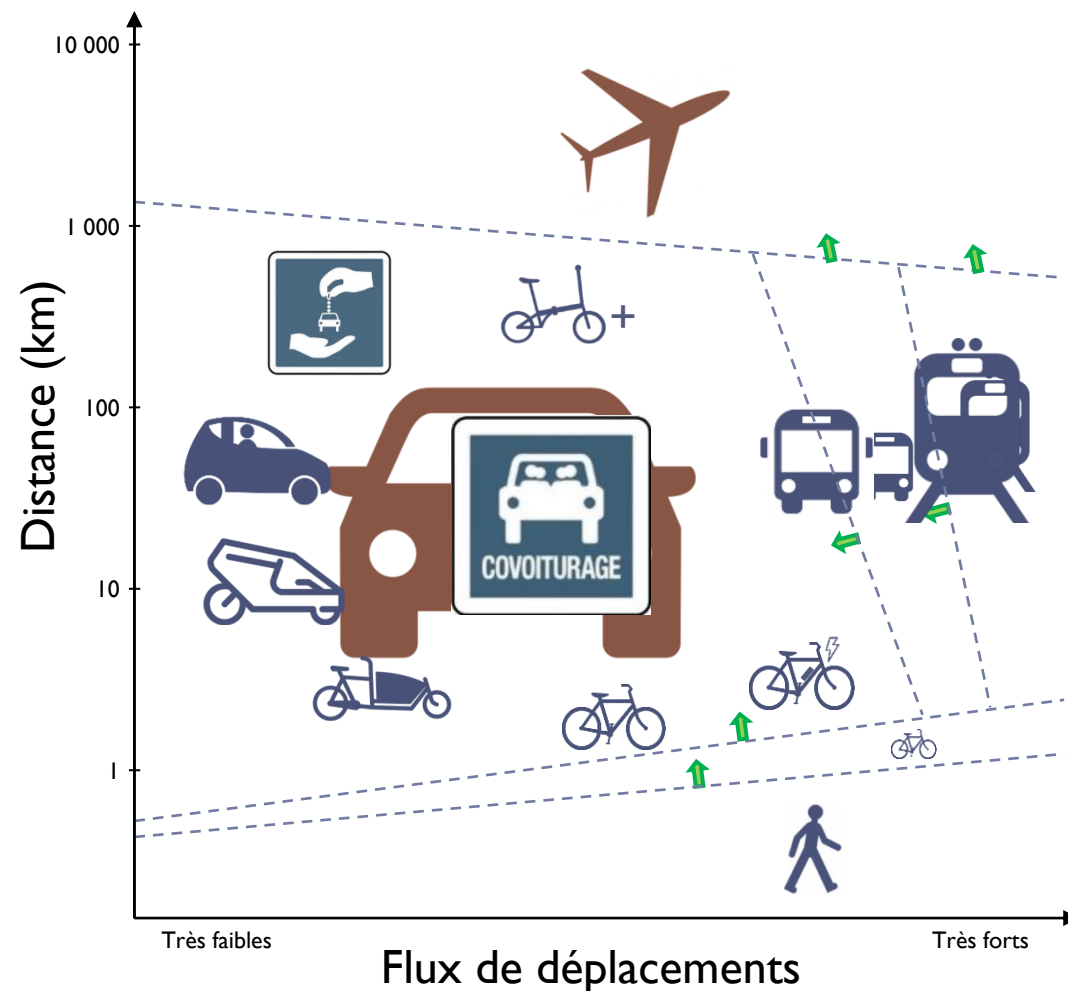 10 000
1 000
100
10
1
Distance (km)
+
COVOITURAGE
Très faibles
Très forts
Flux de déplacements